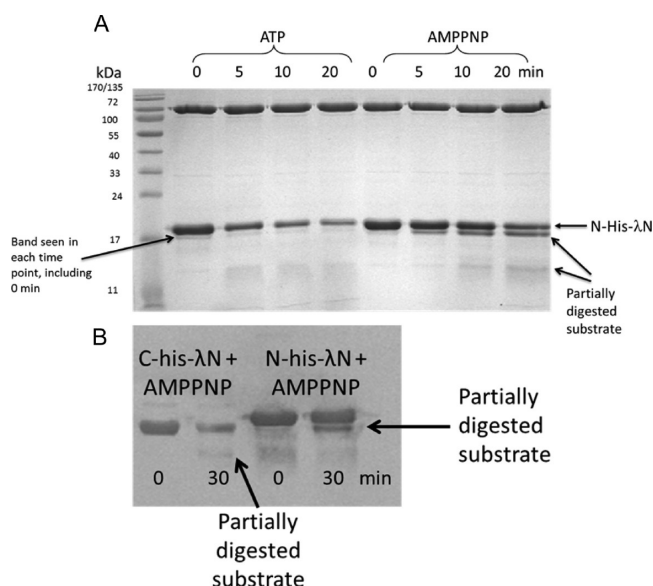 A
ATP AMPPNP
kDa 0 5 10 20 0 5 10 20 min
170/135
72
100
55
40
33
24
17
11
N-His-λN
Band seen in
each time
point, including
0 min
Partially
digested
substrate
B
C-his-λN + N-his-λN +
AMPPNP AMPPNP
Partially
digested
substrate
0 30 0 30 min
Partially
digested
substrate